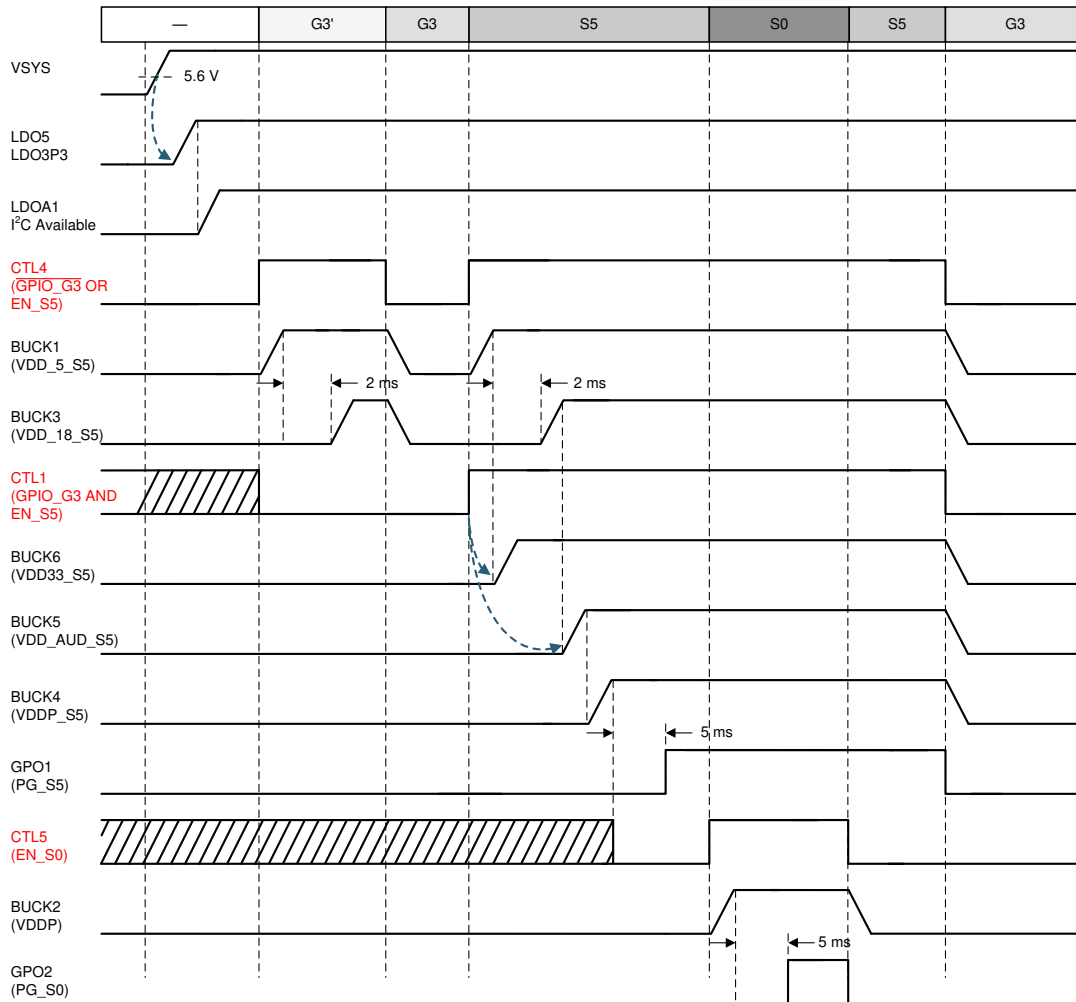 — G3' G3 S5 S0 S5 G3
VSYS
5.6 V
LDO5
LDO3P3
LDOA1
I²C Available
CTL4
(GPIO_G3 OR
EN_S5)
BUCK1
(VDD_5_S5)
2 ms 2 ms
BUCK3
(VDD_18_S5)
CTL1
(GPIO_G3 AND
EN_S5)
BUCK6
(VDD33_S5)
BUCK5
(VDD_AUD_S5)
BUCK4
(VDDP_S5)
5 ms
GPO1
(PG_S5)
CTL5
(EN_S0)
BUCK2
(VDDP)
5 ms
GPO2
(PG_S0)